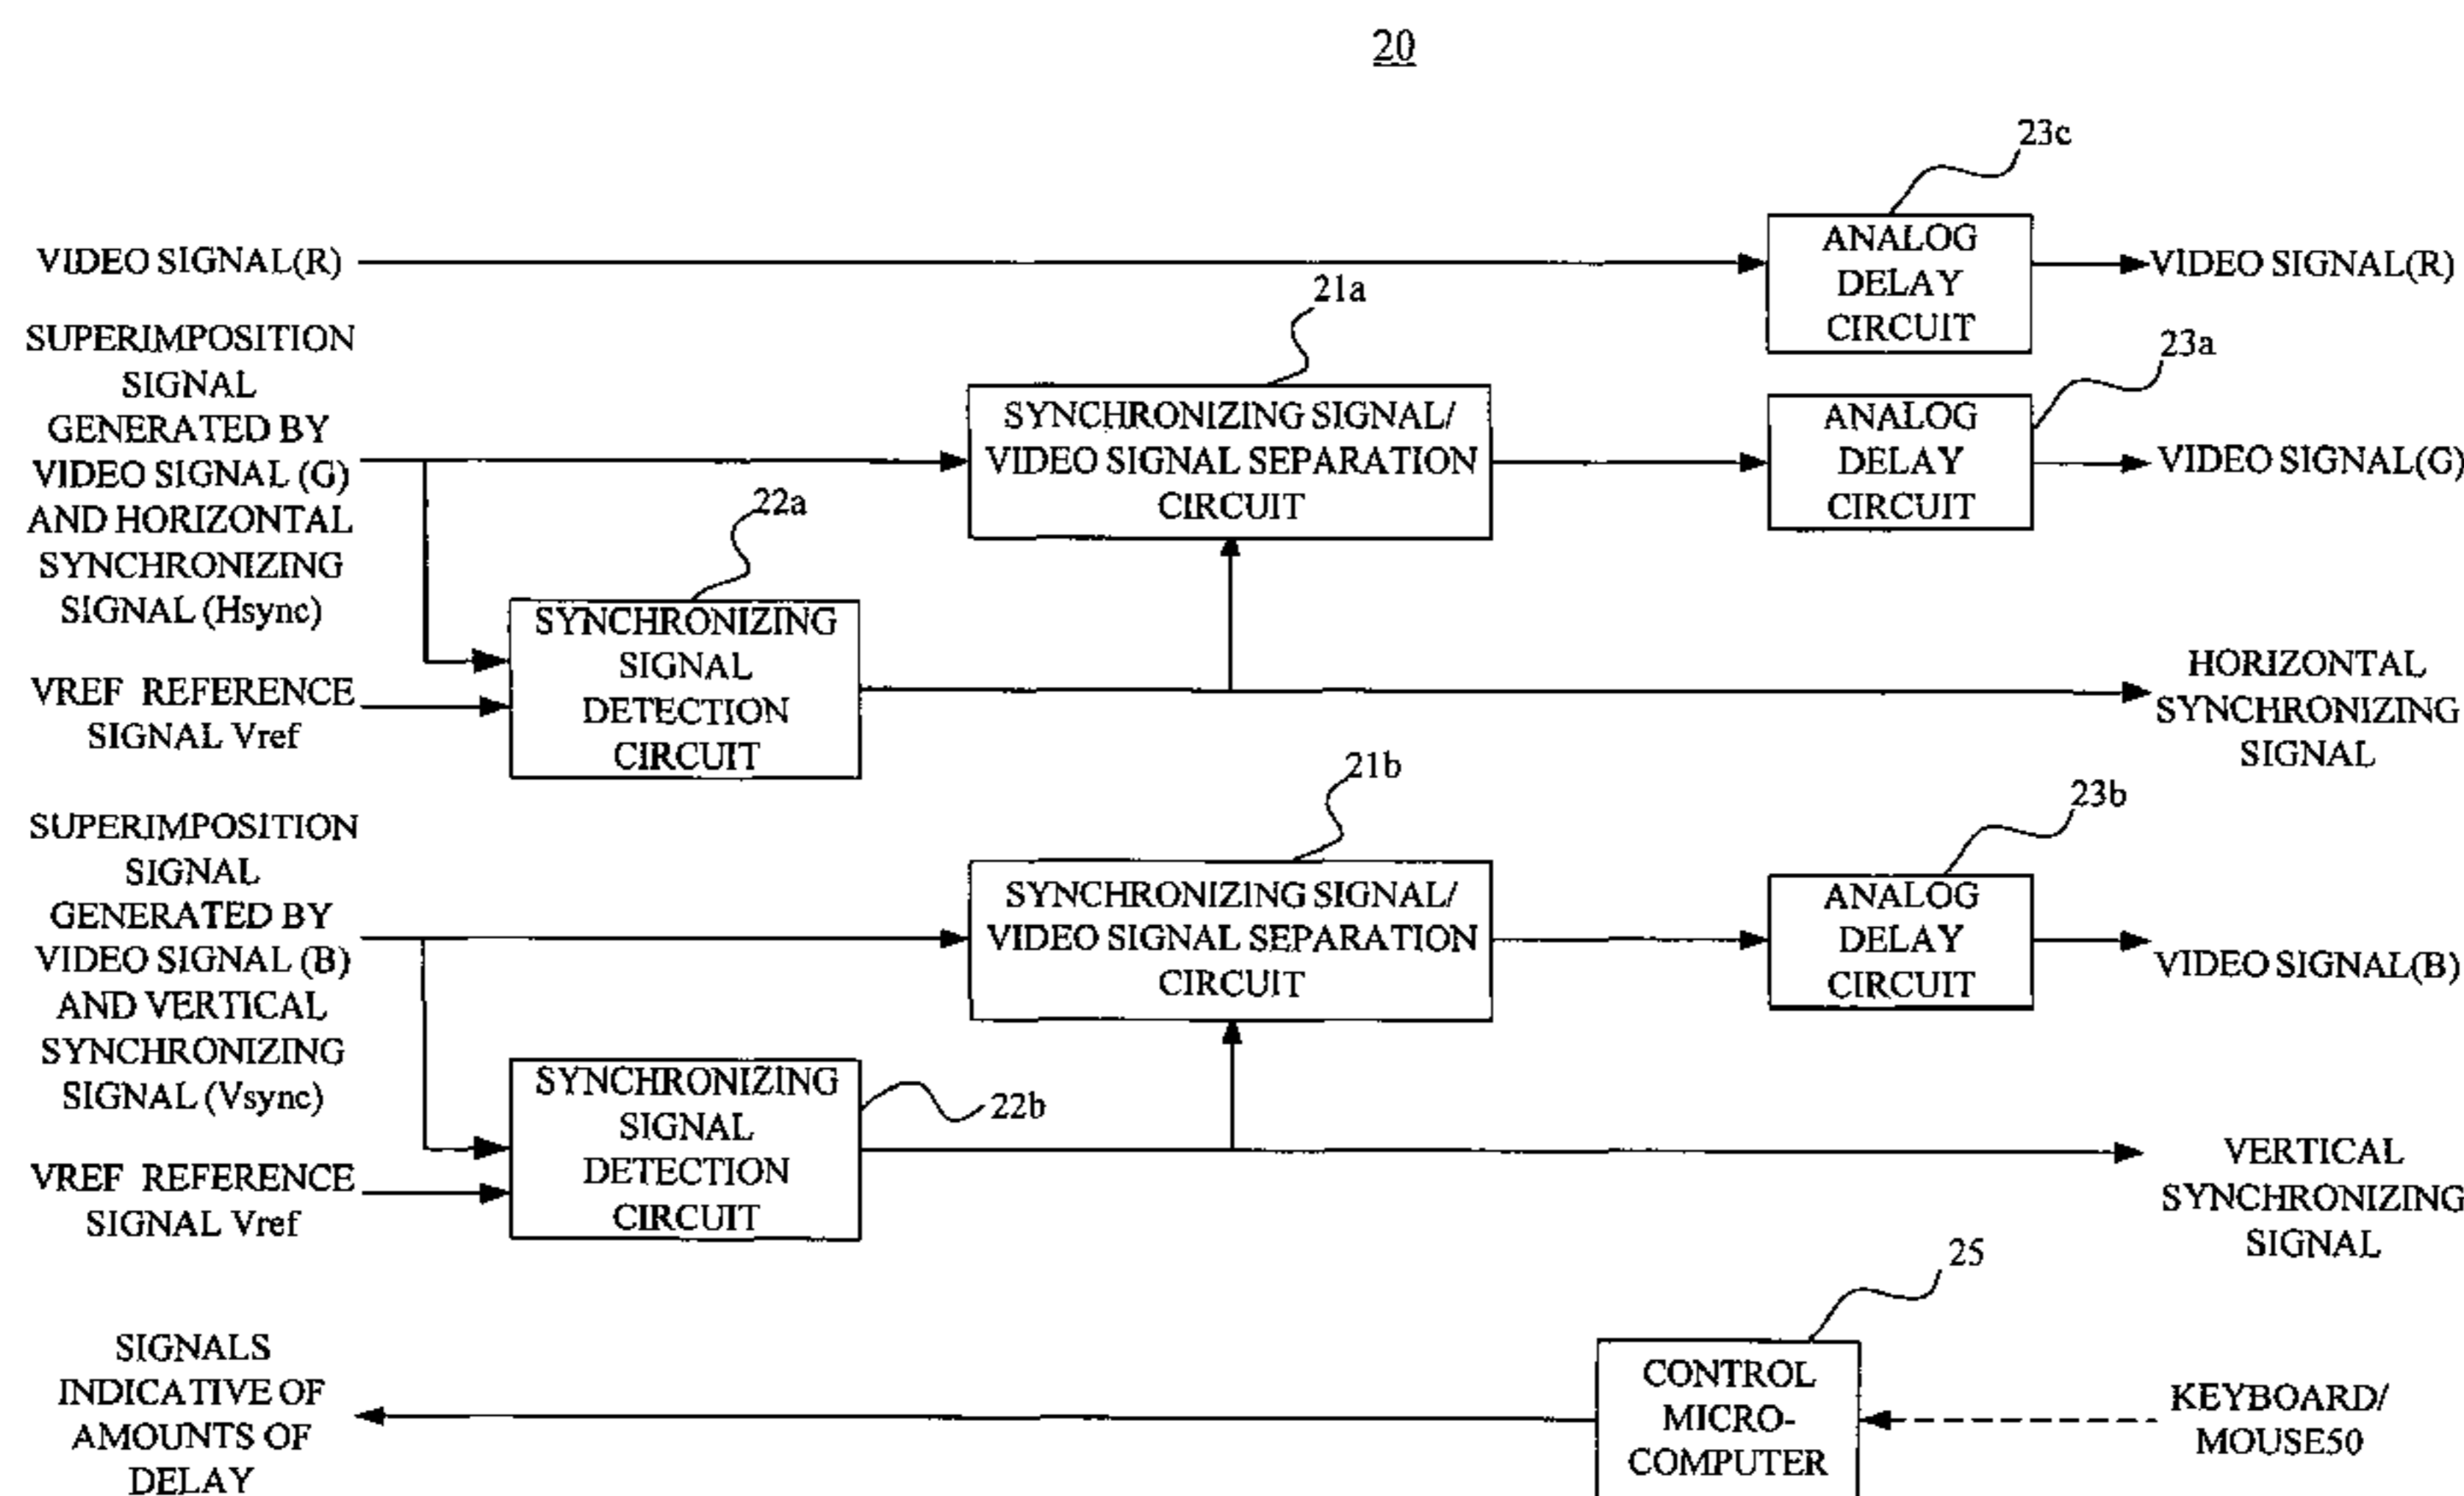 20
23c
VIDEO SIGNAL(R)
ANALOG
DELAY
CIRCUIT
VIDEO SIGNAL(R)
21a
23a
SUPERIMPOSITION
SIGNAL
GENERATED BY
VIDEO SIGNAL (G)
AND HORIZONTAL
SYNCHRONIZING
SIGNAL (Hsync)
SYNCHRONIZING SIGNAL/
VIDEO SIGNAL SEPARATION
CIRCUIT
ANALOG
DELAY
CIRCUIT
VIDEO SIGNAL(G)
22a
VREF REFERENCE
SIGNAL Vref
SYNCHRONIZING
SIGNAL
DETECTION
CIRCUIT
HORIZONTAL
SYNCHRONIZING
SIGNAL
21b
23b
SUPERIMPOSITION
SIGNAL
GENERATED BY
VIDEO SIGNAL (B)
AND VERTICAL
SYNCHRONIZING
SIGNAL (Vsync)
SYNCHRONIZING SIGNAL/
VIDEO SIGNAL SEPARATION
CIRCUIT
ANALOG
DELAY
CIRCUIT
VIDEO SIGNAL(B)
VREF REFERENCE
SIGNAL Vref
SYNCHRONIZING
SIGNAL
DETECTION
CIRCUIT
22b
VERTICAL
SYNCHRONIZING
SIGNAL
25
SIGNALS
INDICATIVE OF
AMOUNTS OF
DELAY
CONTROL
MICRO-
COMPUTER
KEYBOARD/
MOUSE50